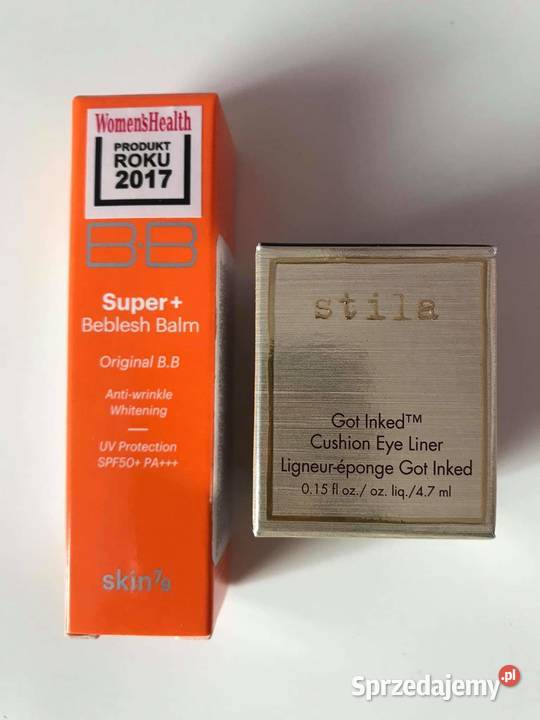 Women'sHealth
PRODUKT
ROKU
2017
B·B
Super+
Beblesh Balm
Original B.B
Anti-wrinkle
Whitening
UV Protection
SPF50+ PA+++
skin79
stila
Got Inked™
Cushion Eye Liner
Ligneur-éponge Got Inked
0.15 fl oz./ oz. liq./4.7 ml
Sprzedajemy.pl